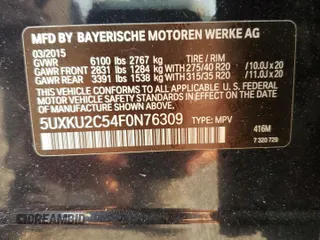 MFD BY BAYERISCHE MOTOREN WERKE AG
03/2015 TIRE / RIM
GVWR 6100 lbs 2767 kg
GAWR FRONT 2831 lbs 1284 kg WITH 275/40 R20 / 10.0J x 20
GAWR REAR 3391 lbs 1538 kg WITH 315/35 R20 / 11.0J x 20
THIS VEHICLE CONFORMS TO ALL APPLICABLE U.S. FEDERAL
MOTOR VEHICLE SAFETY STANDARDS IN EFFECT ON THE DATE
OF MANUFACTURE SHOWN ABOVE.
5UXKU2C54F0N76309 TYPE: MPV 416M
7 320 729
DREAMBID